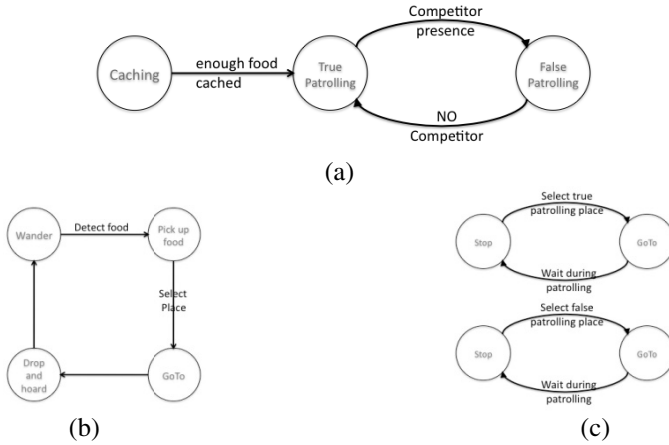 Competitor
presence
enough food
cached
Caching
True
Patrolling
False
Patrolling
NO
Competitor
(a)
Wander
Detect food
Pick up
food
Select
Place
Drop
and
hoard
GoTo
(b)
Select true
patrolling place
Stop
GoTo
Wait during
patrolling
Select false
patrolling place
Stop
GoTo
Wait during
patrolling
(c)